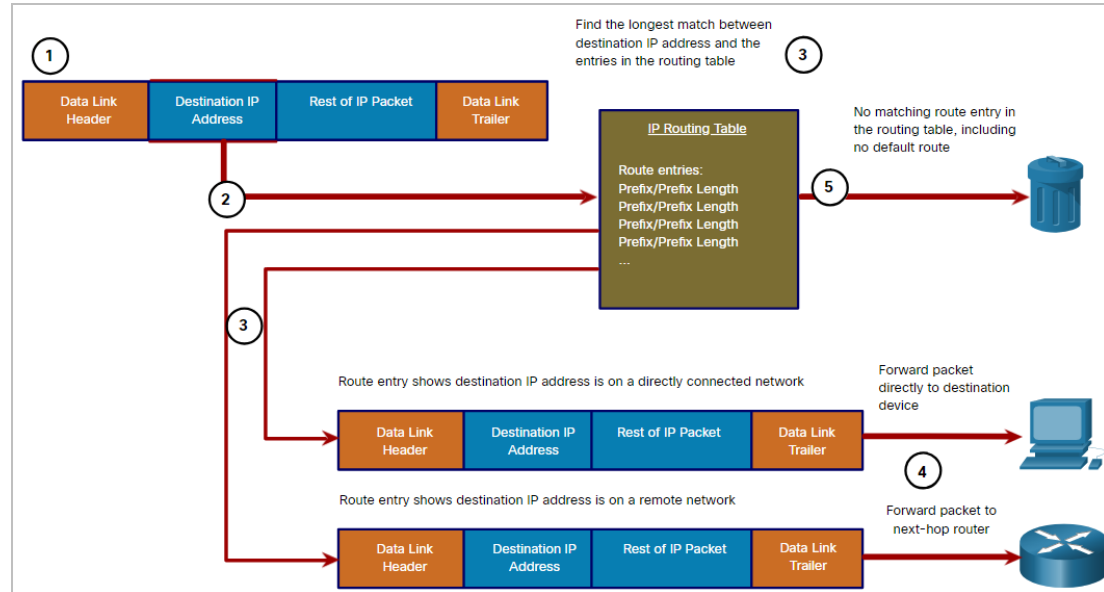 1
Data Link
Header
Destination IP
Address
Rest of IP Packet
Data Link
Trailer
2
Find the longest match between
destination IP address and the
entries in the routing table
3
IP Routing Table
Route entries:
Prefix/Prefix Length
Prefix/Prefix Length
Prefix/Prefix Length
Prefix/Prefix Length
...
No matching route entry in
the routing table, including
no default route
5
3
Route entry shows destination IP address is on a directly connected network
Data Link
Header
Destination IP
Address
Rest of IP Packet
Data Link
Trailer
Forward packet
directly to destination
device
4
Route entry shows destination IP address is on a remote network
Data Link
Header
Destination IP
Address
Rest of IP Packet
Data Link
Trailer
Forward packet to
next-hop router